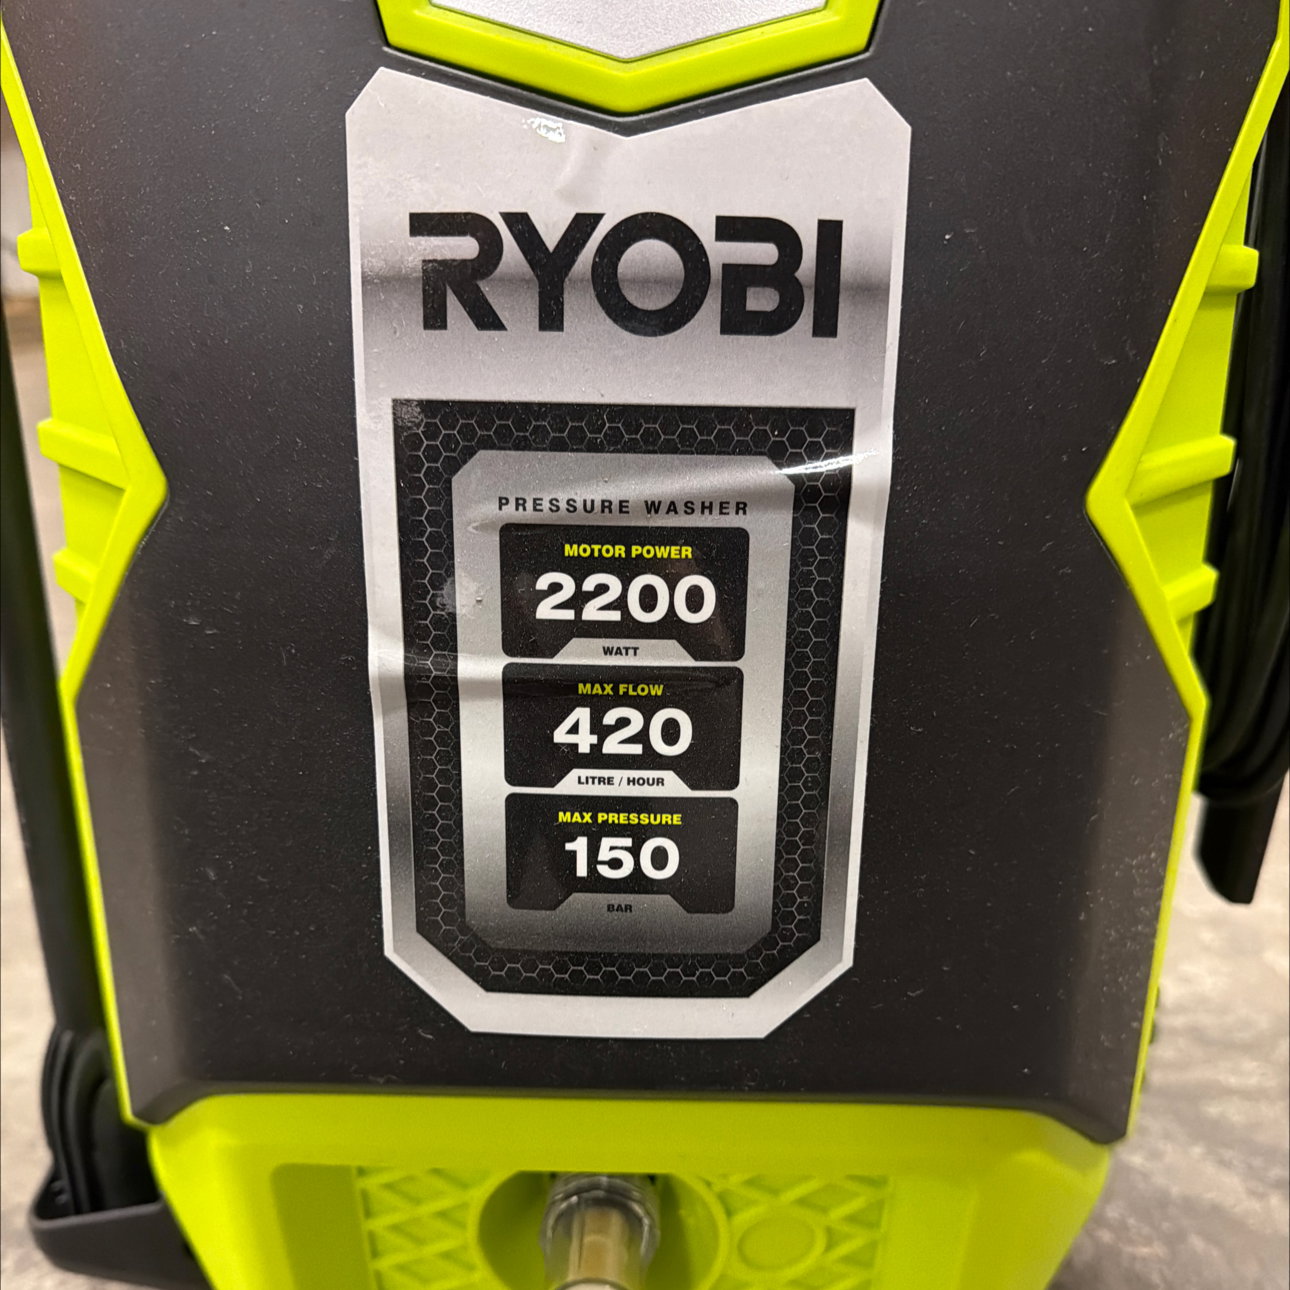 RYOBI
PRESSURE WASHER
MOTOR POWER
2200
WATT
MAX FLOW
420
LITRE / HOUR
MAX PRESSURE
150
BAR